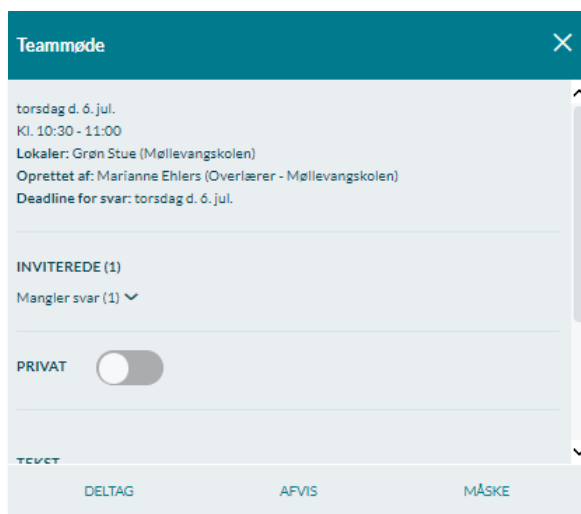 Teammøde
torsdag d. 6. jul.
Kl. 10:30 - 11:00
Lokaler: Grøn Stue (Møllevangskolen)
Oprettet af: Marianne Ehlers (Overlærer - Møllevangskolen)
Deadline for svar: torsdag d. 6. jul.
INVITEREDE (1)
Mangler svar (1)
PRIVAT
TEKST
DELTAG AFVIS MÅSKE